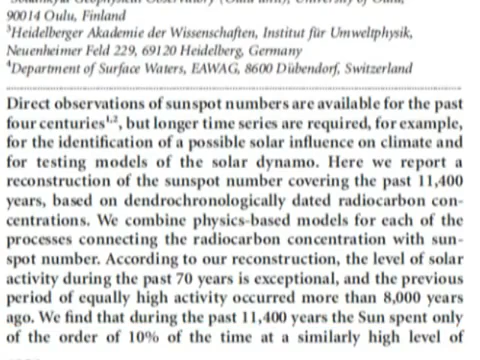 90014 Oulu, Finland
³Heidelberger Akademie der Wissenschaften, Institut für Umweltphysik,
Neuenheimer Feld 229, 69120 Heidelberg, Germany
⁴Department of Surface Waters, EAWAG, 8600 Dübendorf, Switzerland
Direct observations of sunspot numbers are available for the past
four centuries¹,², but longer time series are required, for example,
for the identification of a possible solar influence on climate and
for testing models of the solar dynamo. Here we report a
reconstruction of the sunspot number covering the past 11,400
years, based on dendrochronologically dated radiocarbon con-
centrations. We combine physics-based models for each of the
processes connecting the radiocarbon concentration with sun-
spot number. According to our reconstruction, the level of solar
activity during the past 70 years is exceptional, and the previous
period of equally high activity occurred more than 8,000 years
ago. We find that during the past 11,400 years the Sun spent only
of the order of 10% of the time at a similarly high level of